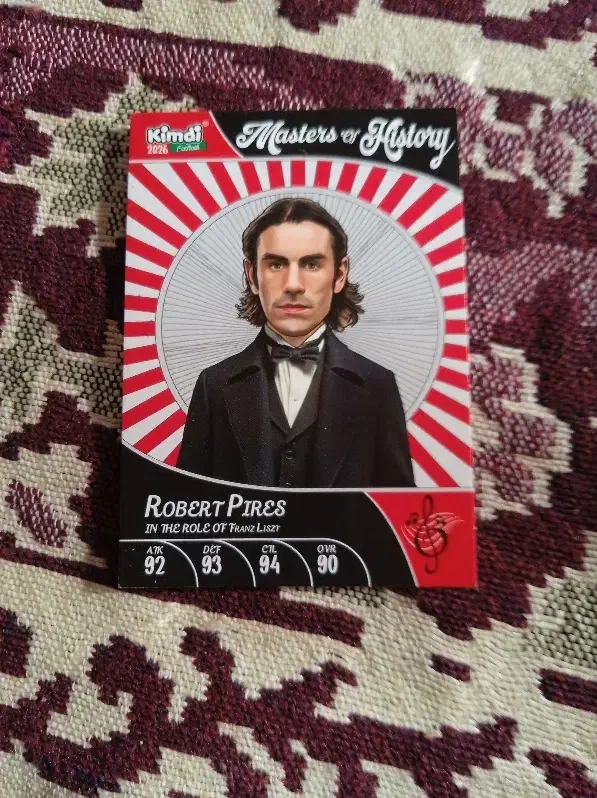 Kimdi®
2026 Football
Masters OF History
ROBERT PIRES
IN THE ROLE OF FRANZ LISZT
ATK DEF CTL OVR
92 93 94 90